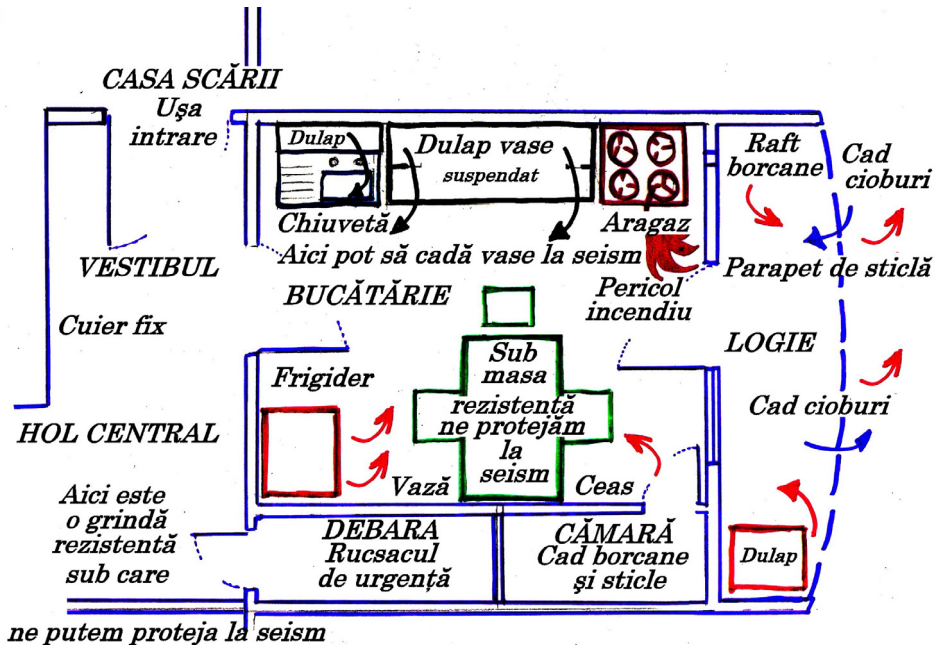 CASA SCĂRII
Uşa
intrare
Dulap
Dulap vase
suspendat
Raft
borcane
Cad
cioburi
Chiuvetă
Aragaz
Aici pot să cadă vase la seism
Parapet de sticlă
VESTIBUL
BUCĂTĂRIE
Pericol
incendiu
Cuier fix
LOGIE
Frigider
Sub
masa
rezistentă
ne protejăm
la
seism
Cad cioburi
HOL CENTRAL
Vază
Ceas
Aici este
o grindă
rezistentă
sub care
ne putem proteja la seism
DEBARA
Rucsacul
de urgență
CĂMARĂ
Cad borcane
şi sticle
Dulap